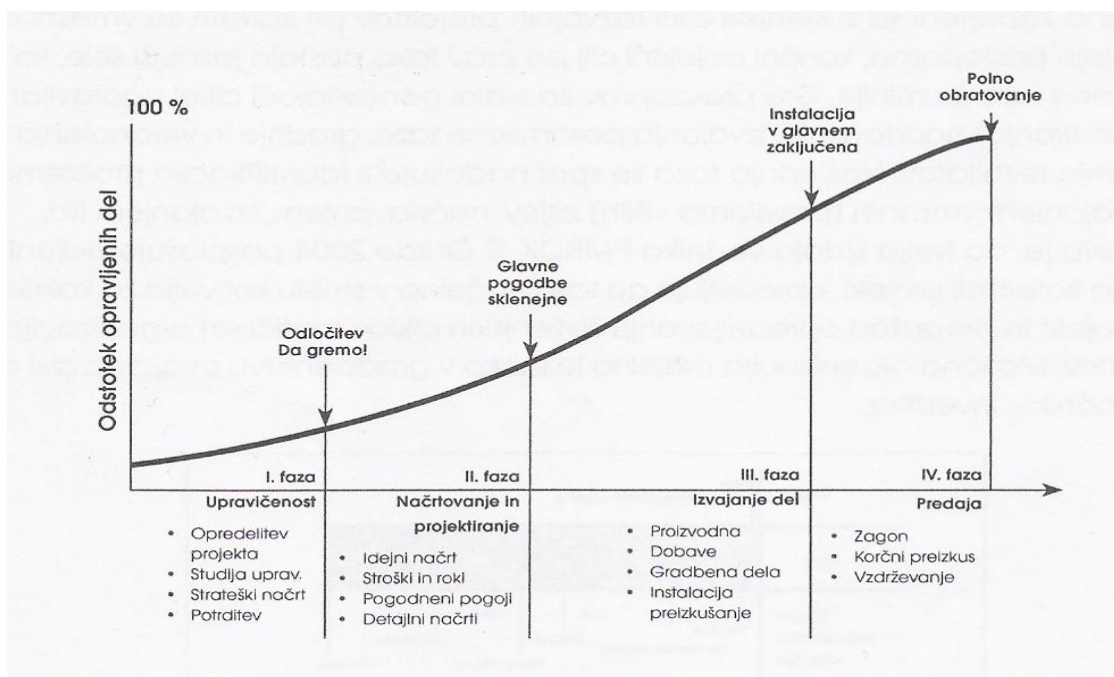 100 %
Polno
obratovanje
Instalacija
v glavnem
zaključena
Glavne
pogodbe
sklenejne
Odločitev
Da gremo!
Odstotek opravljenih del
I. faza
II. faza
III. faza
IV. faza
Upravičenost
Načrtovanje in
projektiranje
Izvajanje del
Predaja
• Opredelitev
projekta
• Studija uprav.
• Strateški načrt
• Potrditev
• Idejni načrt
• Stroški in roki
• Pogodneni pogoji
• Detajlni načrti
• Proizvodna
• Dobave
• Gradbena dela
• Instalacija
preizkušanje
• Zagon
• Korčni preizkus
• Vzdrževanje